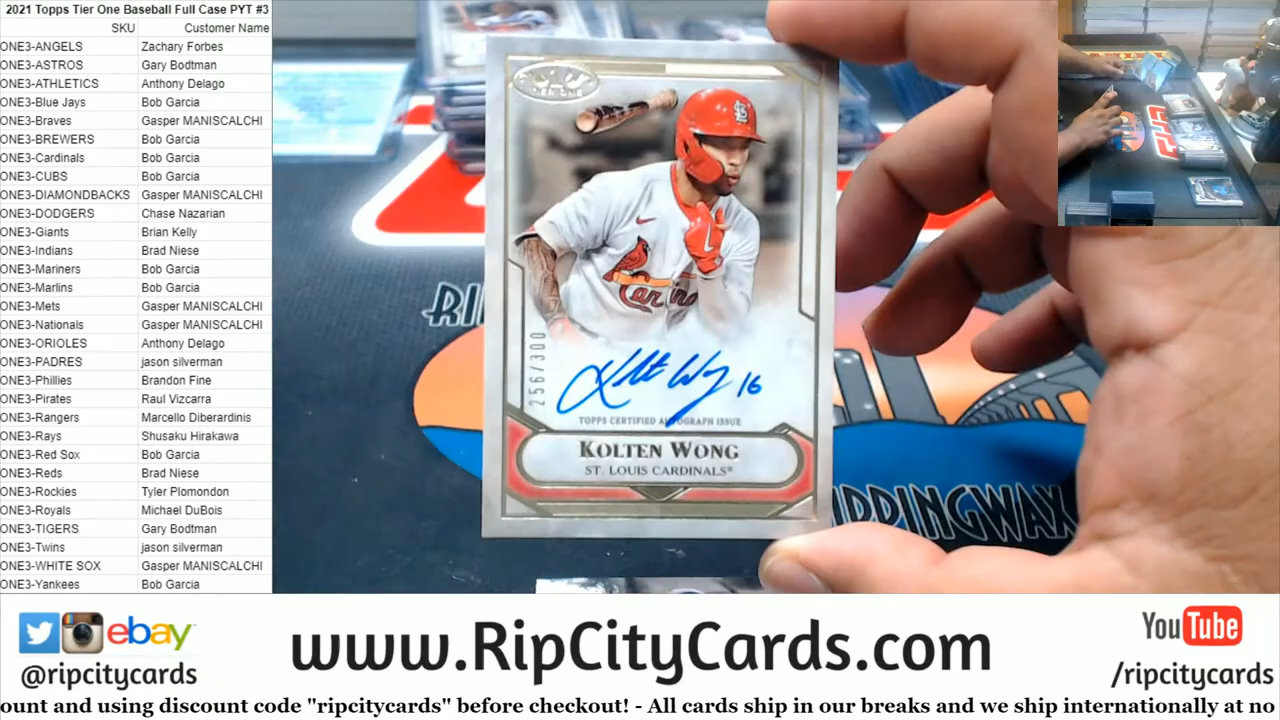 2021 Topps Tier One Baseball Full Case PYT #3
SKU Customer Name
ONE3-ANGELS Zachary Forbes
ONE3-ASTROS Gary Bodtman
ONE3-ATHLETICS Anthony Delago
ONE3-Blue Jays Bob Garcia
ONE3-Braves Gasper MANISCALCHI
ONE3-BREWERS Bob Garcia
ONE3-Cardinals Bob Garcia
ONE3-CUBS Bob Garcia
ONE3-DIAMONDBACKS Gasper MANISCALCHI
ONE3-DODGERS Chase Nazarian
ONE3-Giants Brian Kelly
ONE3-Indians Brad Niese
ONE3-Mariners Bob Garcia
ONE3-Marlins Bob Garcia
ONE3-Mets Gasper MANISCALCHI
ONE3-Nationals Gasper MANISCALCHI
ONE3-ORIOLES Anthony Delago
ONE3-PADRES jason silverman
ONE3-Phillies Brandon Fine
ONE3-Pirates Raul Vizcarra
ONE3-Rangers Marcello Diberardinis
ONE3-Rays Shusaku Hirakawa
ONE3-Red Sox Bob Garcia
ONE3-Reds Brad Niese
ONE3-Rockies Tyler Plomondon
ONE3-Royals Michael DuBois
ONE3-TIGERS Gary Bodtman
ONE3-Twins jason silverman
ONE3-WHITE SOX Gasper MANISCALCHI
ONE3-Yankees Bob Garcia
Cardinals
256/300
Kolten Wong 16
TOPPS CERTIFIED AUTOGRAPH ISSUE
KOLTEN WONG
ST. LOUIS CARDINALS®
RI
RIPPINGWAX
ebay
@ripcitycards
www.RipCityCards.com
YouTube
/ripcitycards
ount and using discount code "ripcitycards" before checkout! - All cards ship in our breaks and we ship internationally at no